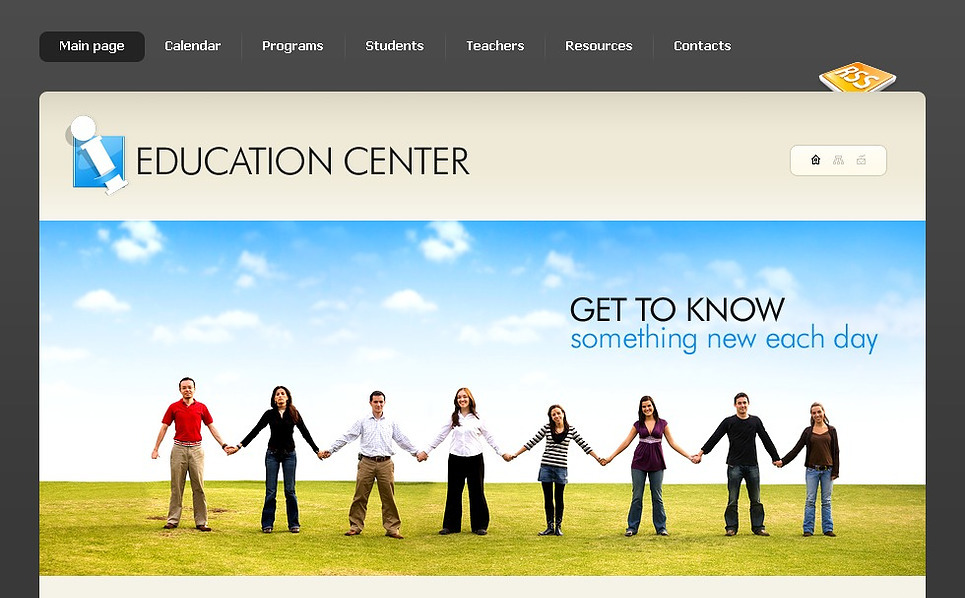 Main page Calendar Programs Students Teachers Resources Contacts
RSS
EDUCATION CENTER
GET TO KNOW
something new each day